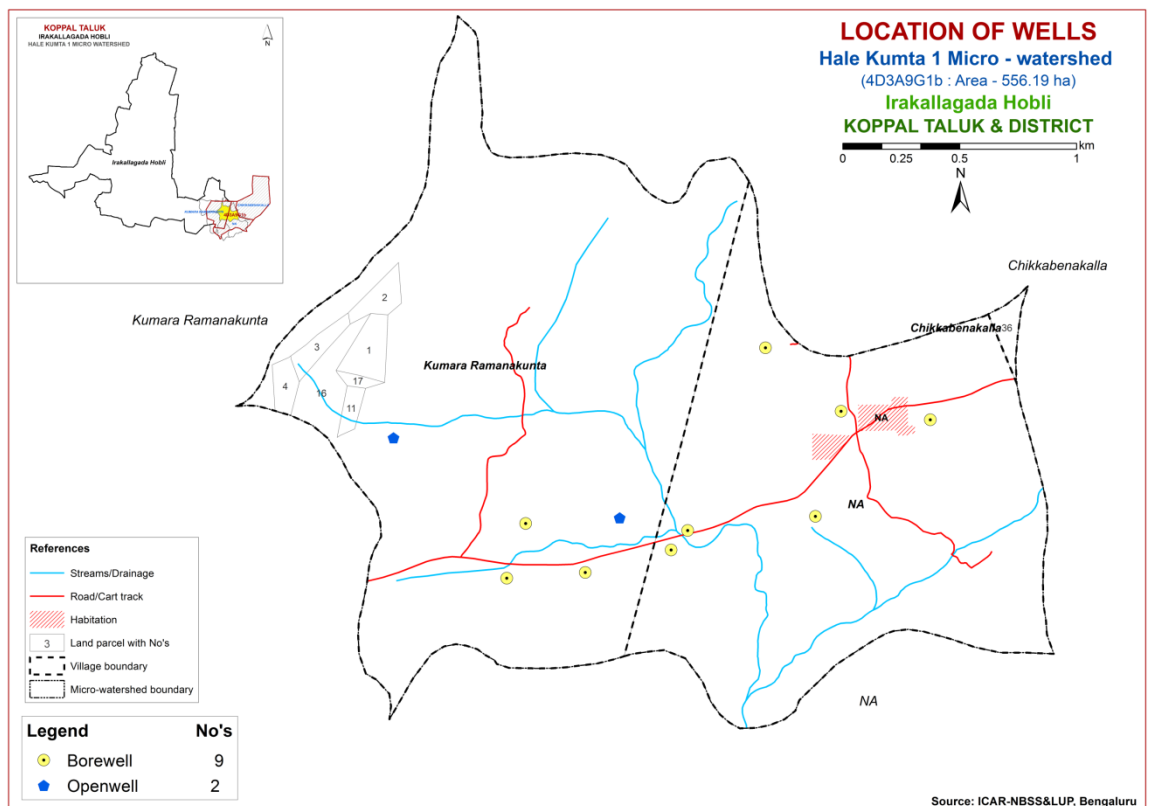 KOPPAL TALUK
IRAKALLAGADA HOBLI
HALE KUMTA 1 MICRO WATERSHED
N
Irakallagada Hobli
LOCATION OF WELLS
Hale Kumta 1 Micro - watershed
(4D3A9G1b : Area - 556.19 ha)
Irakallagada Hobli
KOPPAL TALUK & DISTRICT
km
0 0.25 0.5 1
N
Chikkabenakalla
Kumara Ramanakunta
Chikkabenakalla 36
2
3
1
Kumara Ramanakunta
4
16
17
11
NA
NA
NA
References
Streams/Drainage
Road/Cart track
Habitation
3 Land parcel with No's
Village boundary
Micro-watershed boundary
Legend No's
Borewell 9
Openwell 2
Source: ICAR-NBSS&LUP, Bengaluru